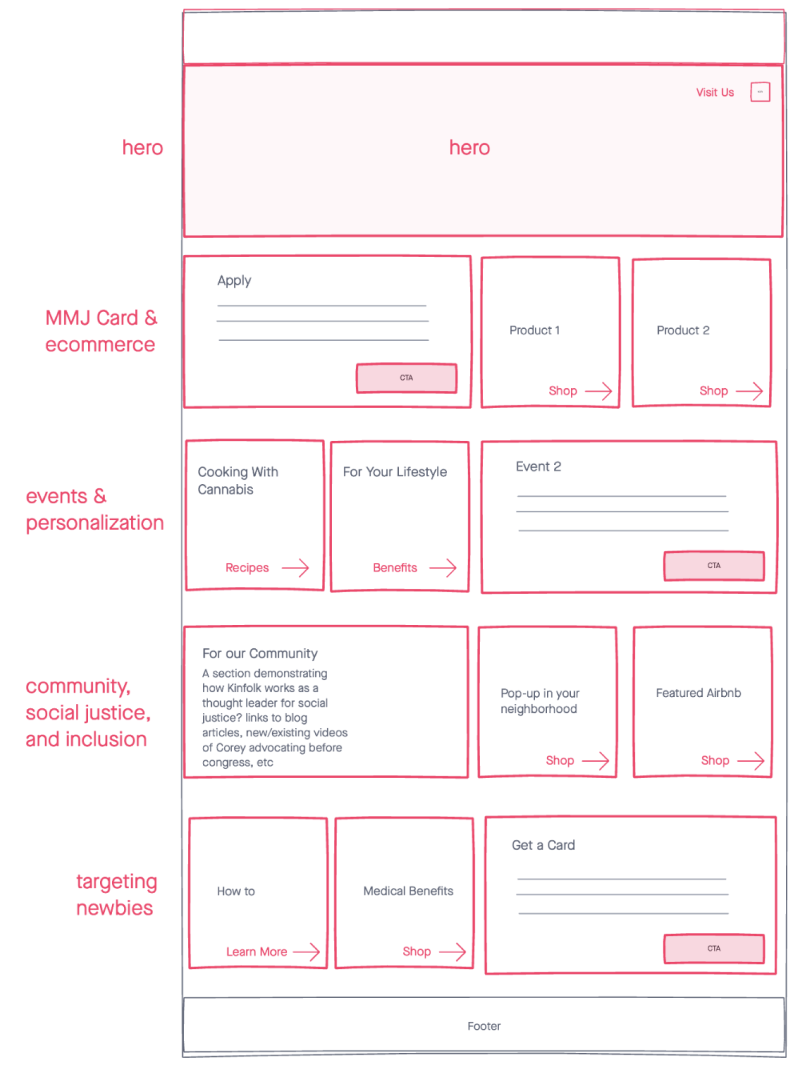 Visit Us
hero
hero
Apply
CTA
MMJ Card &
ecommerce
Product 1
Shop
Product 2
Shop
events &
personalization
Cooking With
Cannabis
Recipes
For Your Lifestyle
Benefits
Event 2
CTA
community,
social justice,
and inclusion
For our Community
A section demonstrating
how Kinfolk works as a
thought leader for social
justice? links to blog
articles, new/existing videos
of Corey advocating before
congress, etc
Pop-up in your
neighborhood
Shop
Featured Airbnb
Shop
targeting
newbies
How to
Learn More
Medical Benefits
Shop
Get a Card
CTA
Footer